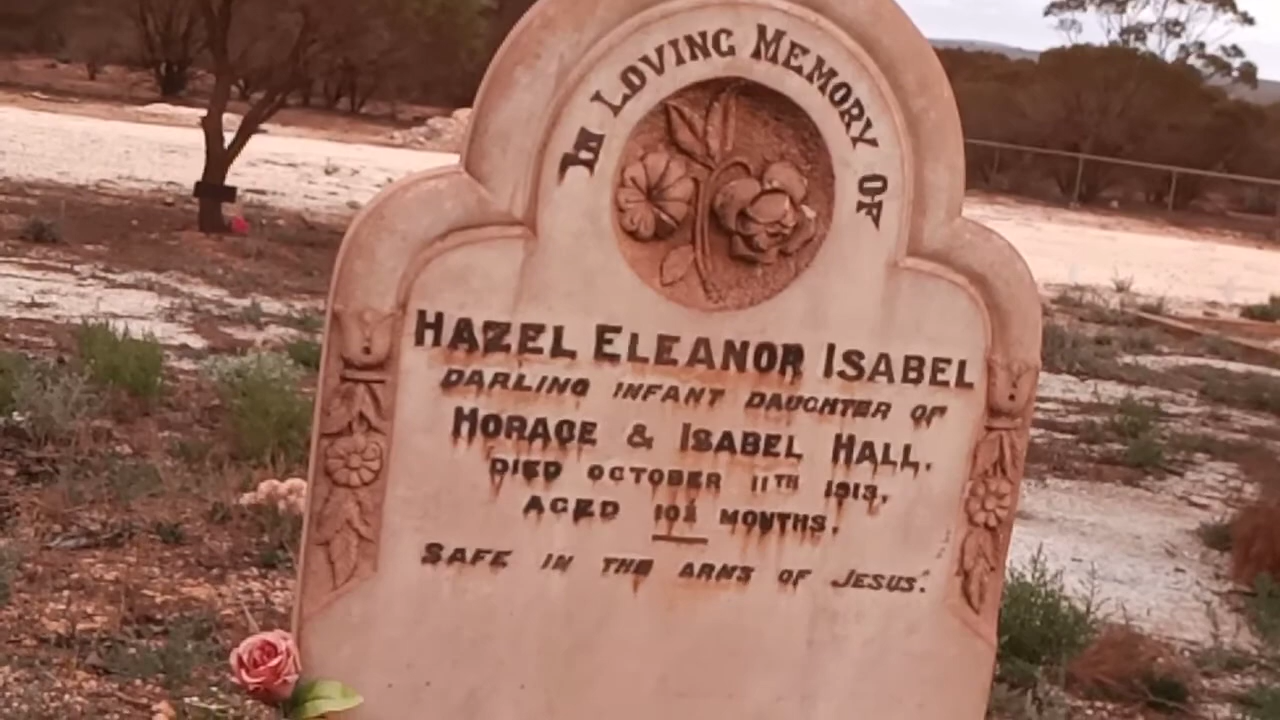 In Loving Memory of
Hazel Eleanor Isabel
Darling infant daughter of
Horace & Isabel Hall.
Died October 11th 1913,
Aged months.
Safe in the arms of Jesus."